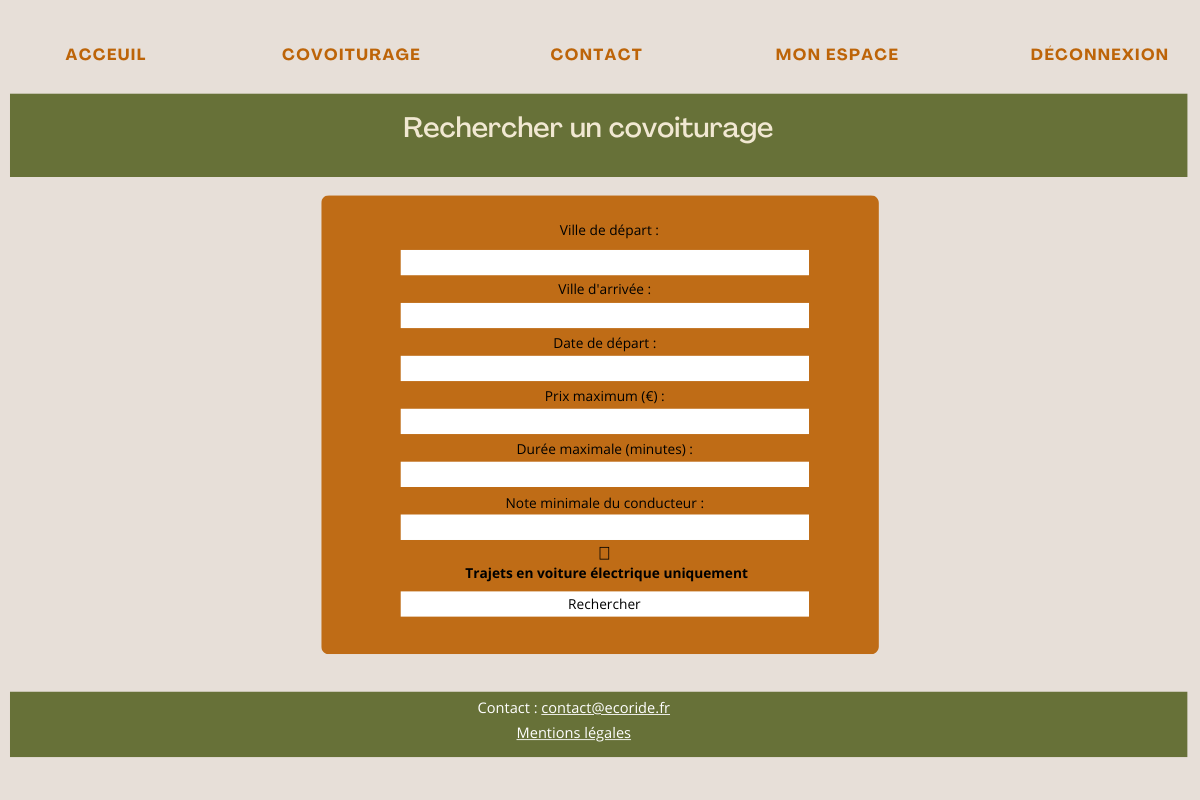 ACCEUIL COVOITURAGE CONTACT MON ESPACE DÉCONNEXION
Rechercher un covoiturage
Ville de départ :
Ville d'arrivée :
Date de départ :
Prix maximum (€) :
Durée maximale (minutes) :
Note minimale du conducteur :
Trajets en voiture électrique uniquement
Rechercher
Contact : contact@ecoride.fr
Mentions légales